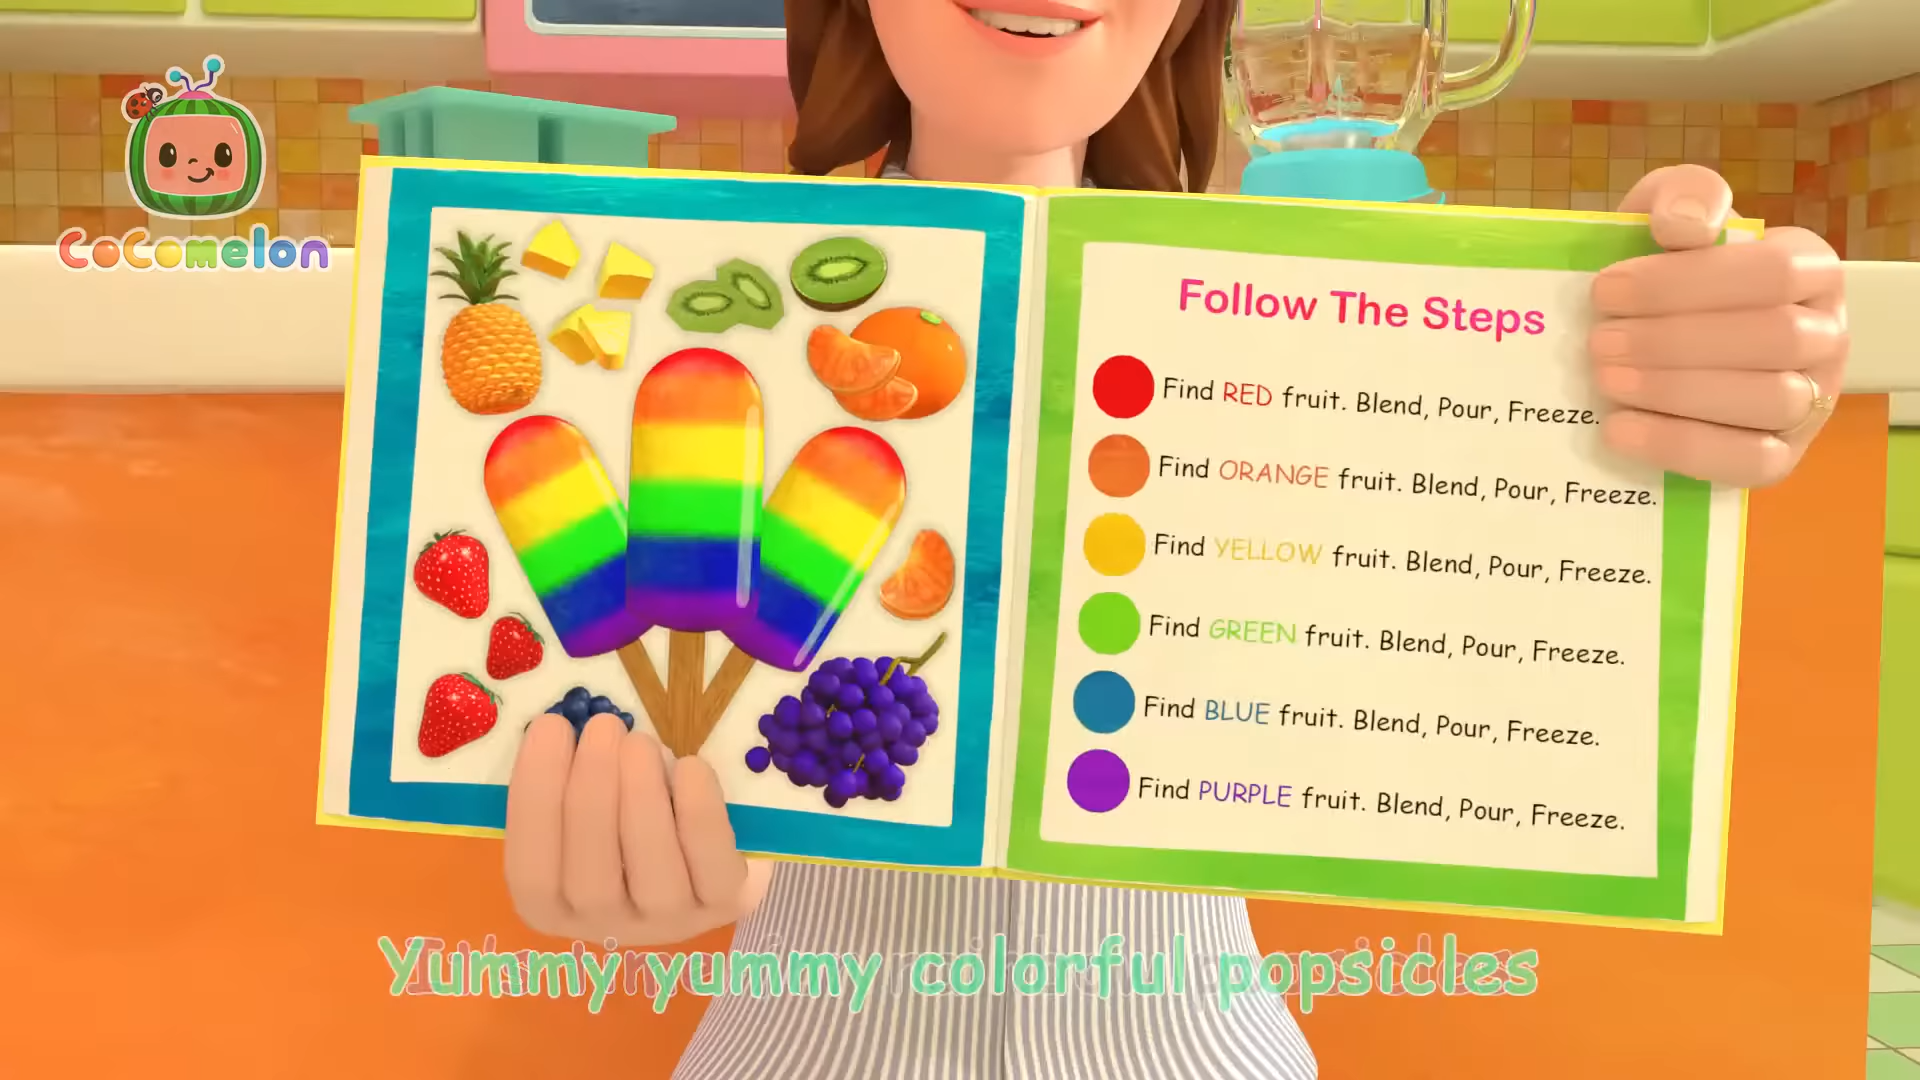 CoComelon
Follow The Steps
Find RED fruit. Blend, Pour, Freeze.
Find ORANGE fruit. Blend, Pour, Freeze.
Find YELLOW fruit. Blend, Pour, Freeze.
Find GREEN fruit. Blend, Pour, Freeze.
Find BLUE fruit. Blend, Pour, Freeze.
Find PURPLE fruit. Blend, Pour, Freeze.
Yummy yummy colorful popsicles